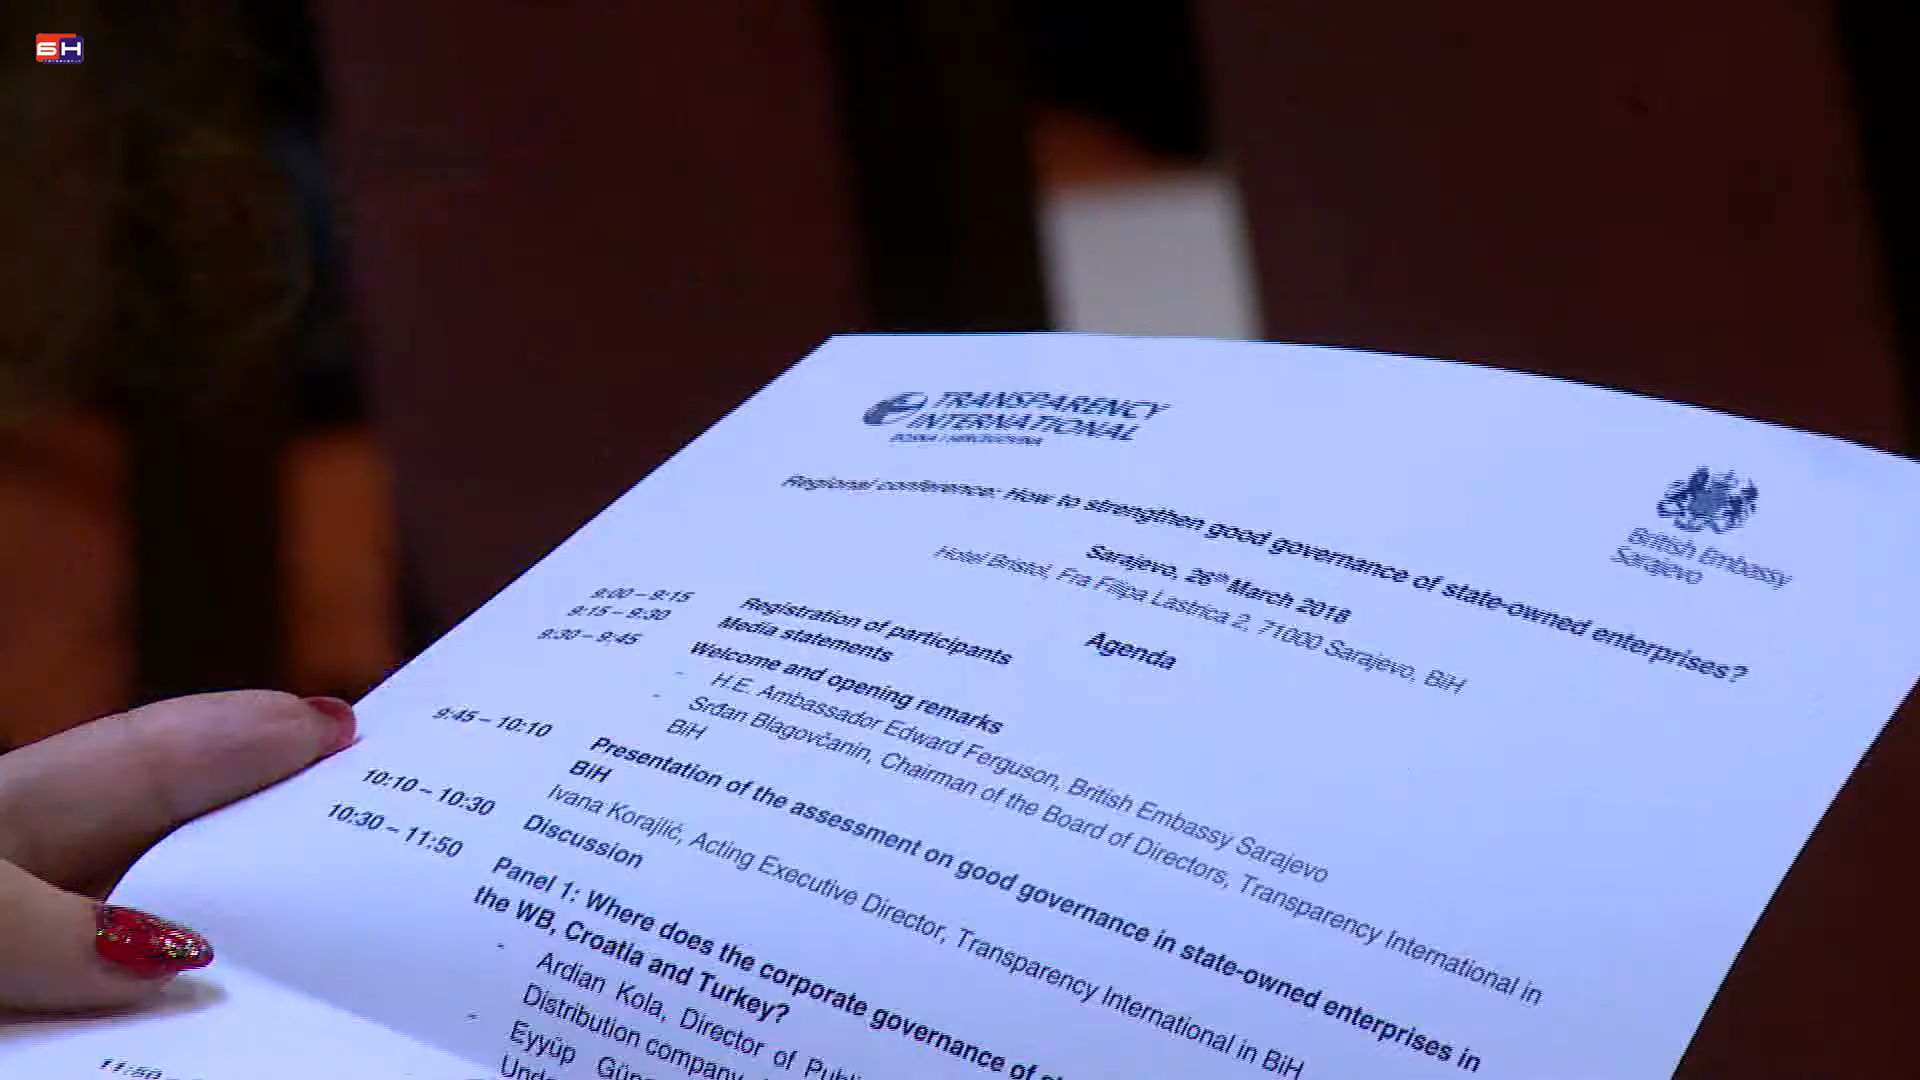 БН
TRANSPARENCY
INTERNATIONAL
BOSNA I HERCEGOVINA
British Embassy
Sarajevo
Regional conference: How to strengthen good governance of state-owned enterprises?
Sarajevo, 26th March 2018
Hotel Bristol, Fra Filipa Lastrica 2, 71000 Sarajevo, BiH
Agenda
9:00 – 9:15 Registration of participants
9:15 – 9:30 Media statements
9:30 – 9:45 Welcome and opening remarks
- H.E. Ambassador Edward Ferguson, British Embassy Sarajevo
- Srđan Blagovčanin, Chairman of the Board of Directors, Transparency International in
BiH
9:45 – 10:10 Presentation of the assessment on good governance in state-owned enterprises in
BiH
Ivana Korajlić, Acting Executive Director, Transparency International in BiH
10:10 – 10:30 Discussion
10:30 – 11:50 Panel 1: Where does the corporate governance of
the WB, Croatia and Turkey?
- Ardian Kola, Director of
Distribution company
- Eyyüp
11:50